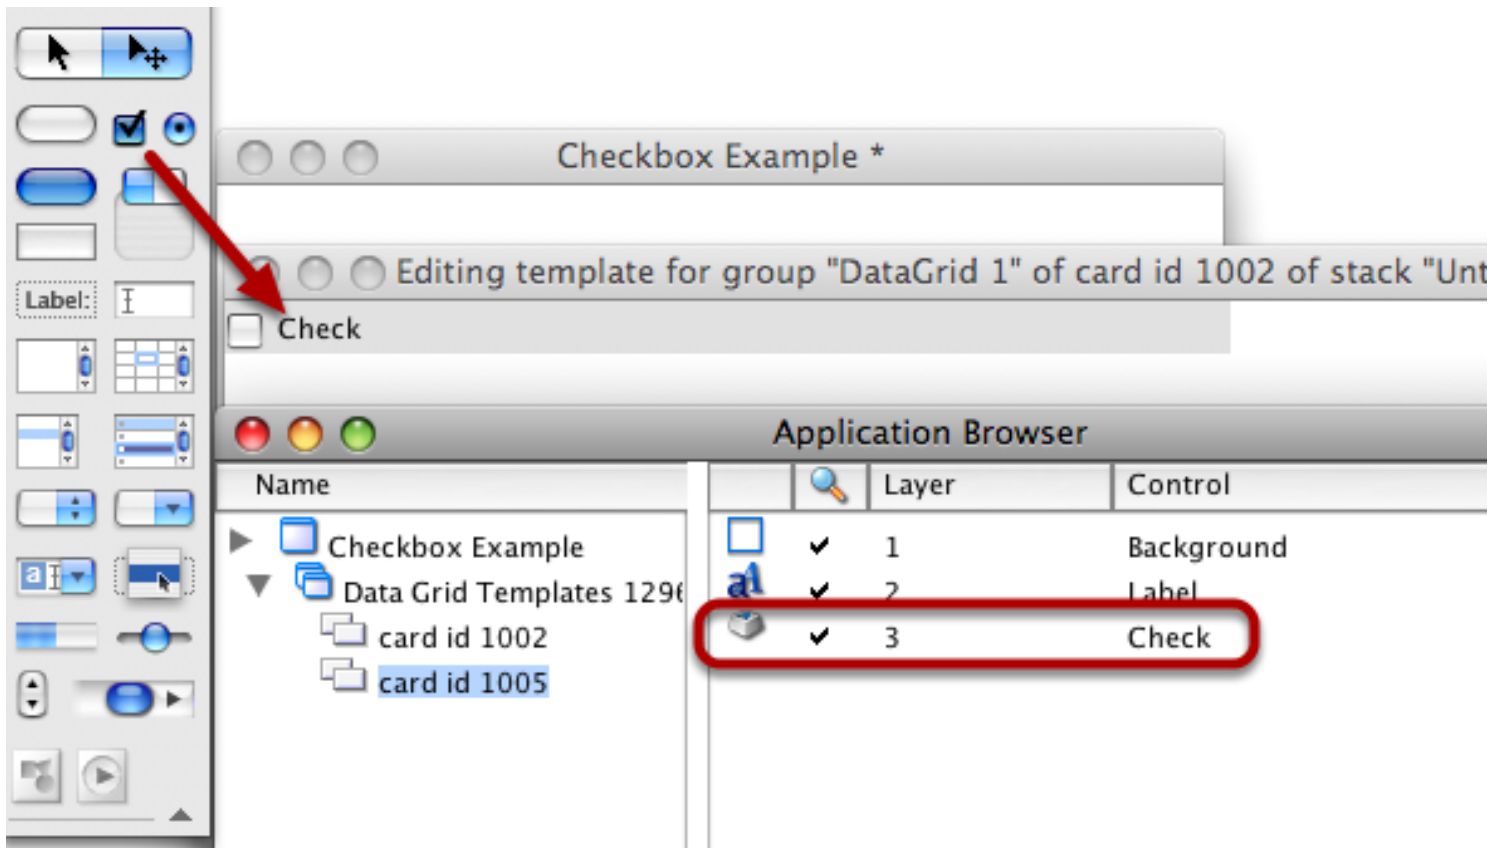 Checkbox Example *
Editing template for group "DataGrid 1" of card id 1002 of stack "Unt
Label:
Check
Application Browser
Name
Layer
Control
Checkbox Example
1
Background
Data Grid Templates 1296
a
2
Label
card id 1002
3
Check
card id 1005